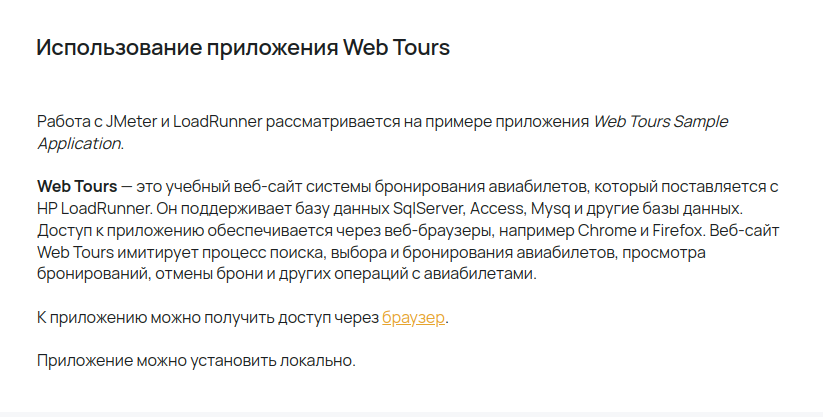 Использование приложения Web Tours
Работа с JMeter и LoadRunner рассматривается на примере приложения Web Tours Sample
Application.
Web Tours — это учебный веб-сайт системы бронирования авиабилетов, который поставляется с
HP LoadRunner. Он поддерживает базу данных SqlServer, Access, Mysq и другие базы данных.
Доступ к приложению обеспечивается через веб-браузеры, например Chrome и Firefox. Веб-сайт
Web Tours имитирует процесс поиска, выбора и бронирования авиабилетов, просмотра
бронирований, отмены брони и других операций с авиабилетами.
К приложению можно получить доступ через браузер.
Приложение можно установить локально.